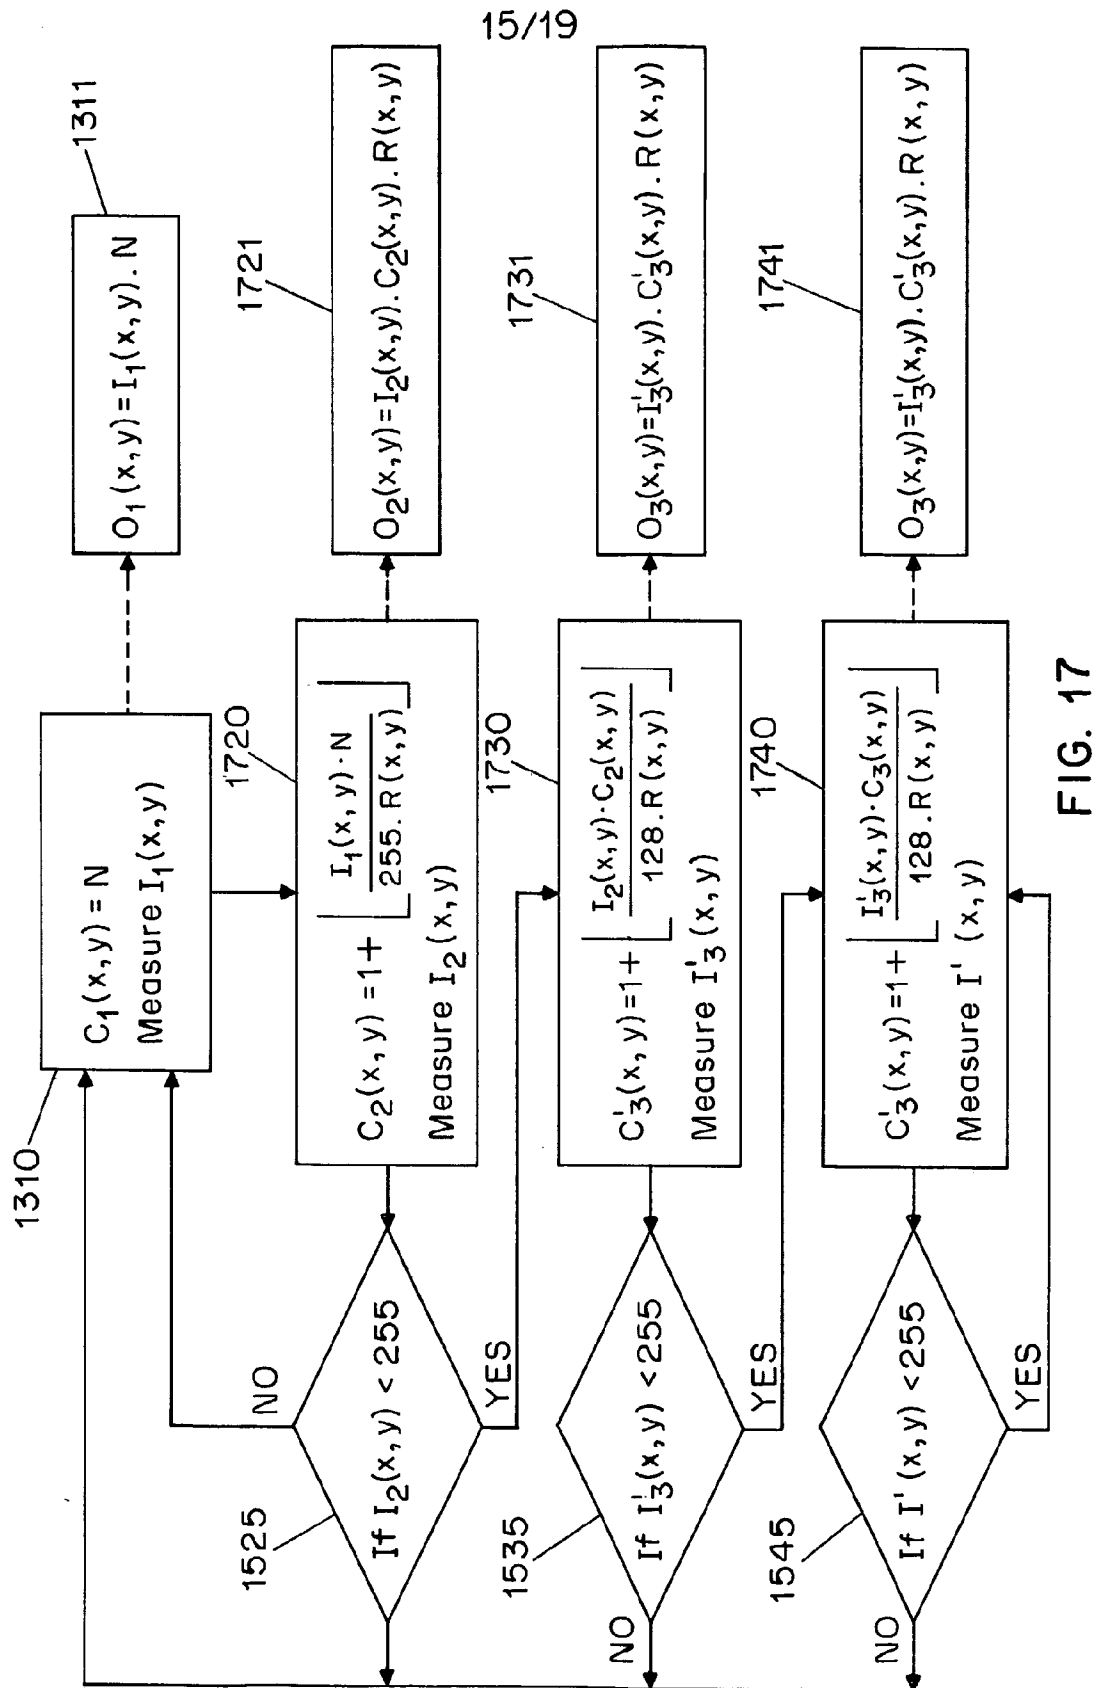 15/19
1310
C₁(x,y)=N
Measure I₁(x,y)
1311
O₁(x,y)=I₁(x,y).N
1720
C₂(x,y)=1+[I₁(x,y)·N / 255.R(x,y)]
Measure I₂(x,y)
1721
O₂(x,y)=I₂(x,y).C₂(x,y).R(x,y)
1525
If I₂(x,y)<255
NO
YES
1730
C'₃(x,y)=1+[I₂(x,y)·C₂(x,y) / 128.R(x,y)]
Measure I'₃(x,y)
1731
O₃(x,y)=I'₃(x,y).C'₃(x,y).R(x,y)
1535
If I'₃(x,y)<255
NO
YES
1740
C'₃(x,y)=1+[I'₃(x,y)·C₃(x,y) / 128.R(x,y)]
Measure I'(x,y)
1741
O₃(x,y)=I'₃(x,y).C'₃(x,y).R(x,y)
1545
If I'(x,y)<255
NO
YES
FIG. 17